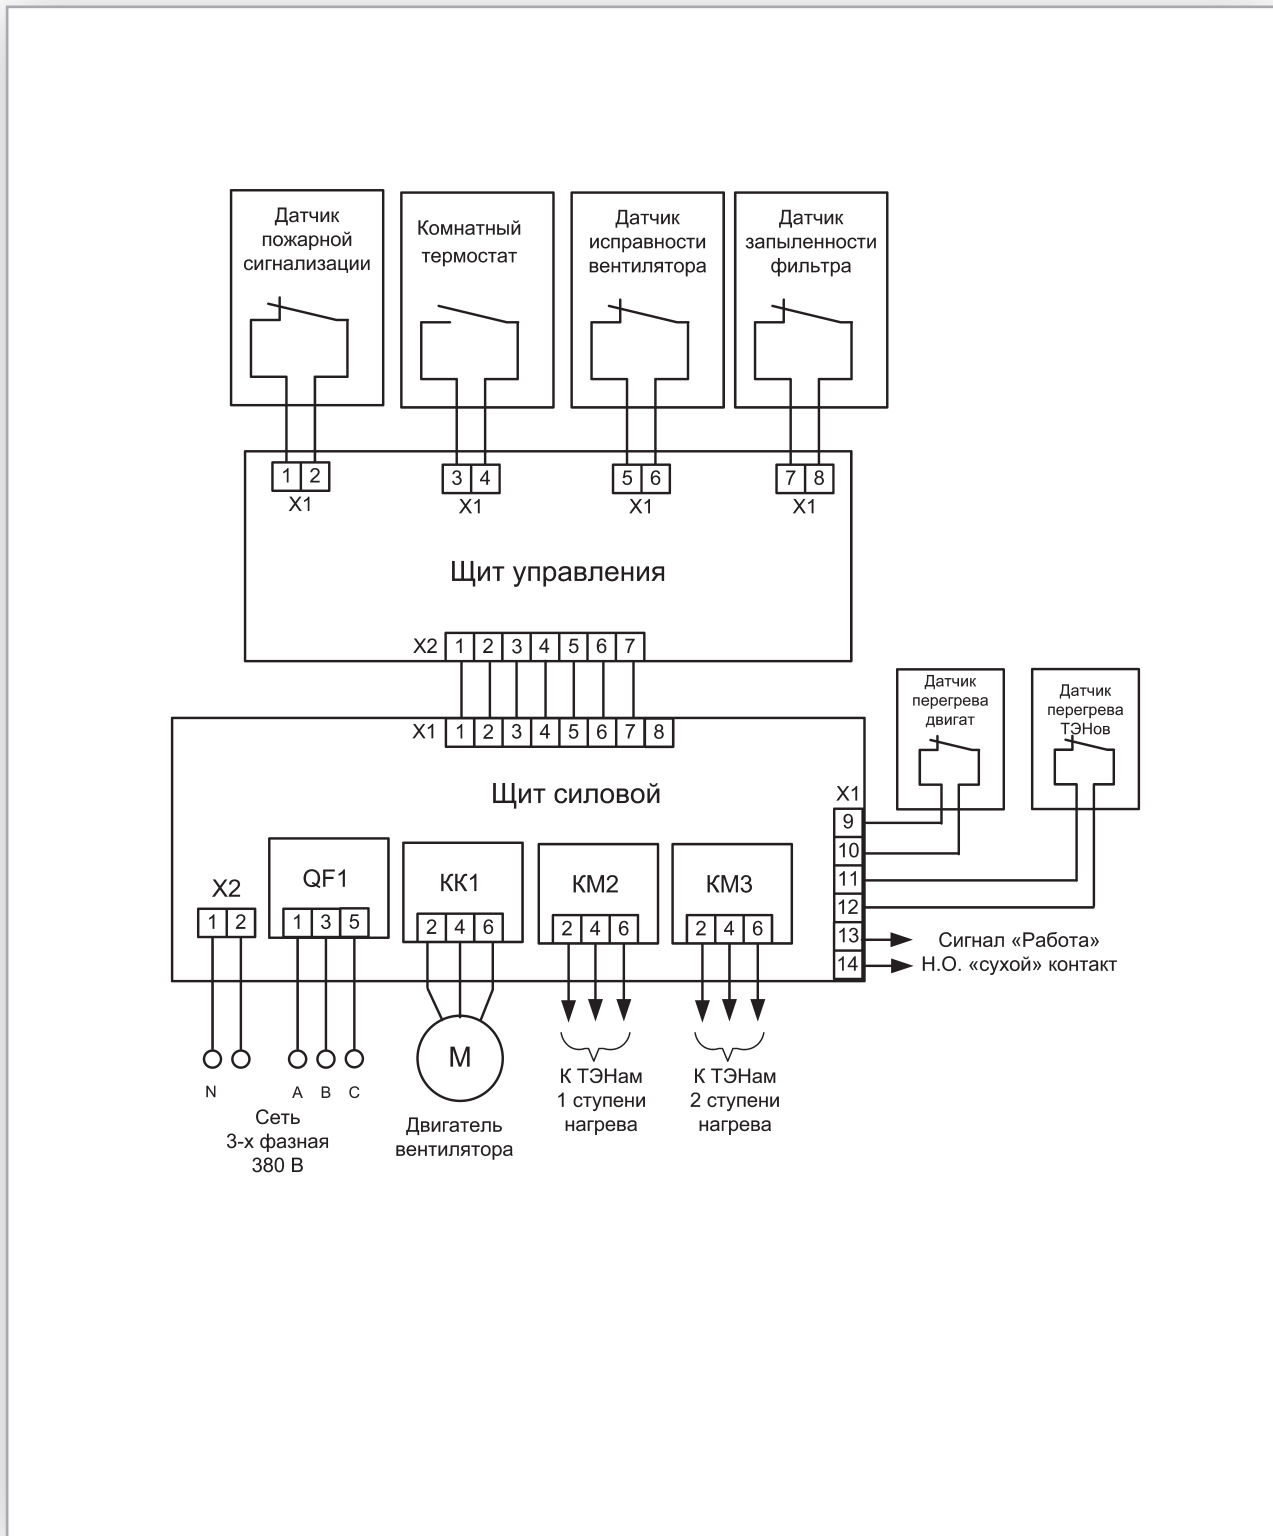 Датчик
пожарной
сигнализации
Комнатный
термостат
Датчик
исправности
вентилятора
Датчик
запыленности
фильтра
1 2
X1
3 4
X1
5 6
X1
7 8
X1
Щит управления
X2 1 2 3 4 5 6 7
X1 1 2 3 4 5 6 7 8
Датчик
перегрева
двигат
Датчик
перегрева
ТЭНов
Щит силовой
X1
9
10
11
12
13
14
Сигнал «Работа»
Н.О. «сухой» контакт
X2
1 2
QF1
1 3 5
КК1
2 4 6
КМ2
2 4 6
КМ3
2 4 6
N
A B C
Сеть
3-х фазная
380 В
М
Двигатель
вентилятора
К ТЭНам
1 ступени
нагрева
К ТЭНам
2 ступени
нагрева